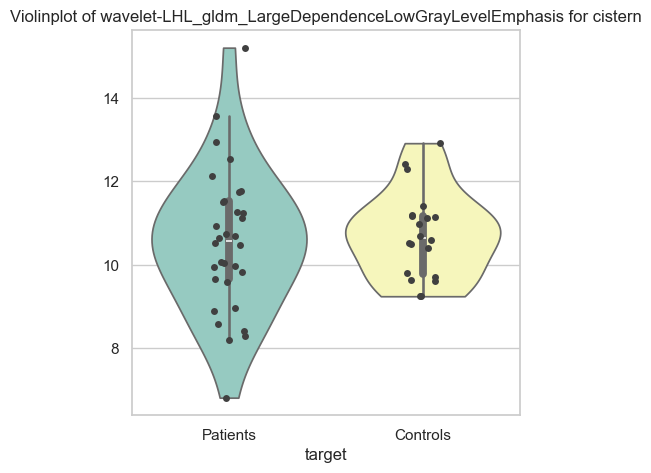 Violinplot of wavelet-LHL_gldm_LargeDependenceLowGrayLevelEmphasis for cistern
14
12
10
8
Patients
Controls
target